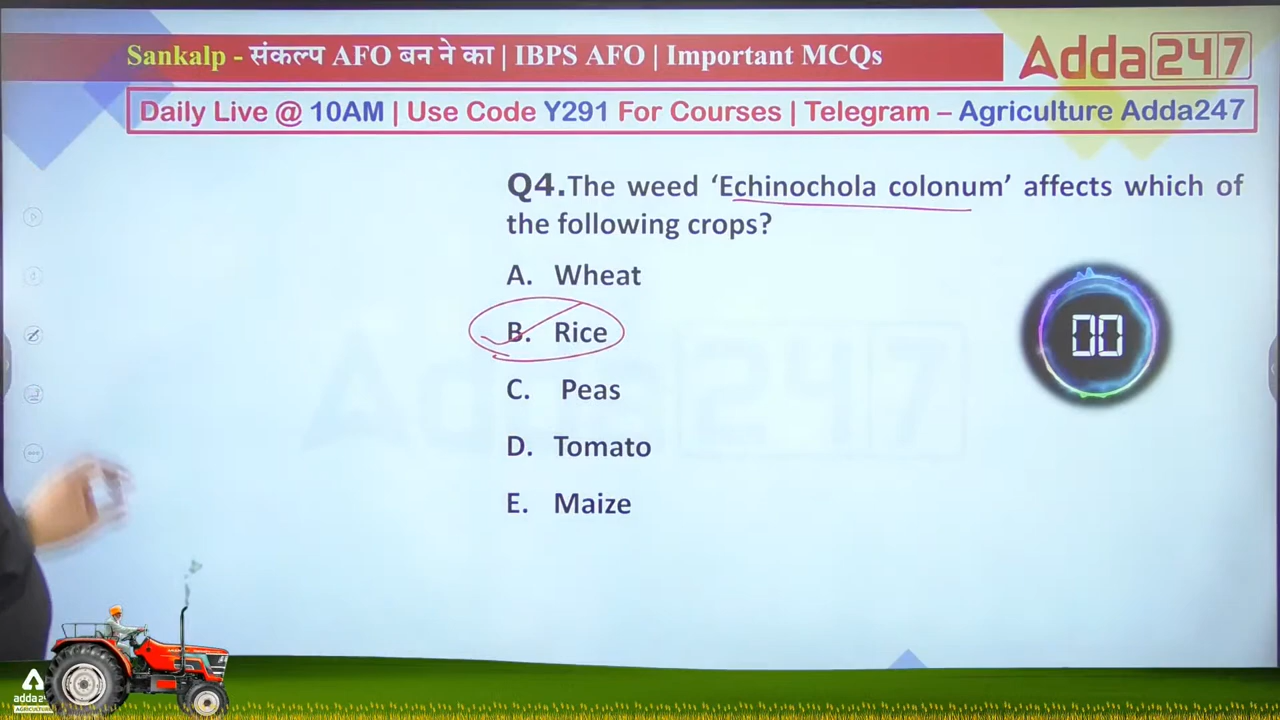 Sankalp - संकल्प AFO बन ने का | IBPS AFO | Important MCQs
Adda247
Daily Live @ 10AM | Use Code Y291 For Courses | Telegram – Agriculture Adda247
Q4.The weed ‘Echinochola colonum’ affects which of
the following crops?
A. Wheat
B. Rice
C. Peas
D. Tomato
E. Maize
00
Adda247
adda247
AGRICULTURE